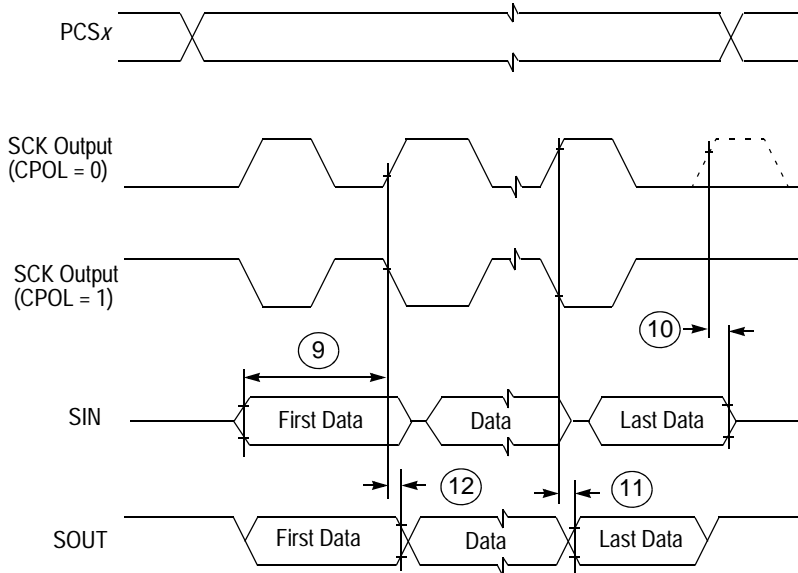 PCSx
SCK Output
(CPOL = 0)
SCK Output
(CPOL = 1)
10
9
SIN
First Data
Data
Last Data
12
11
SOUT
First Data
Data
Last Data